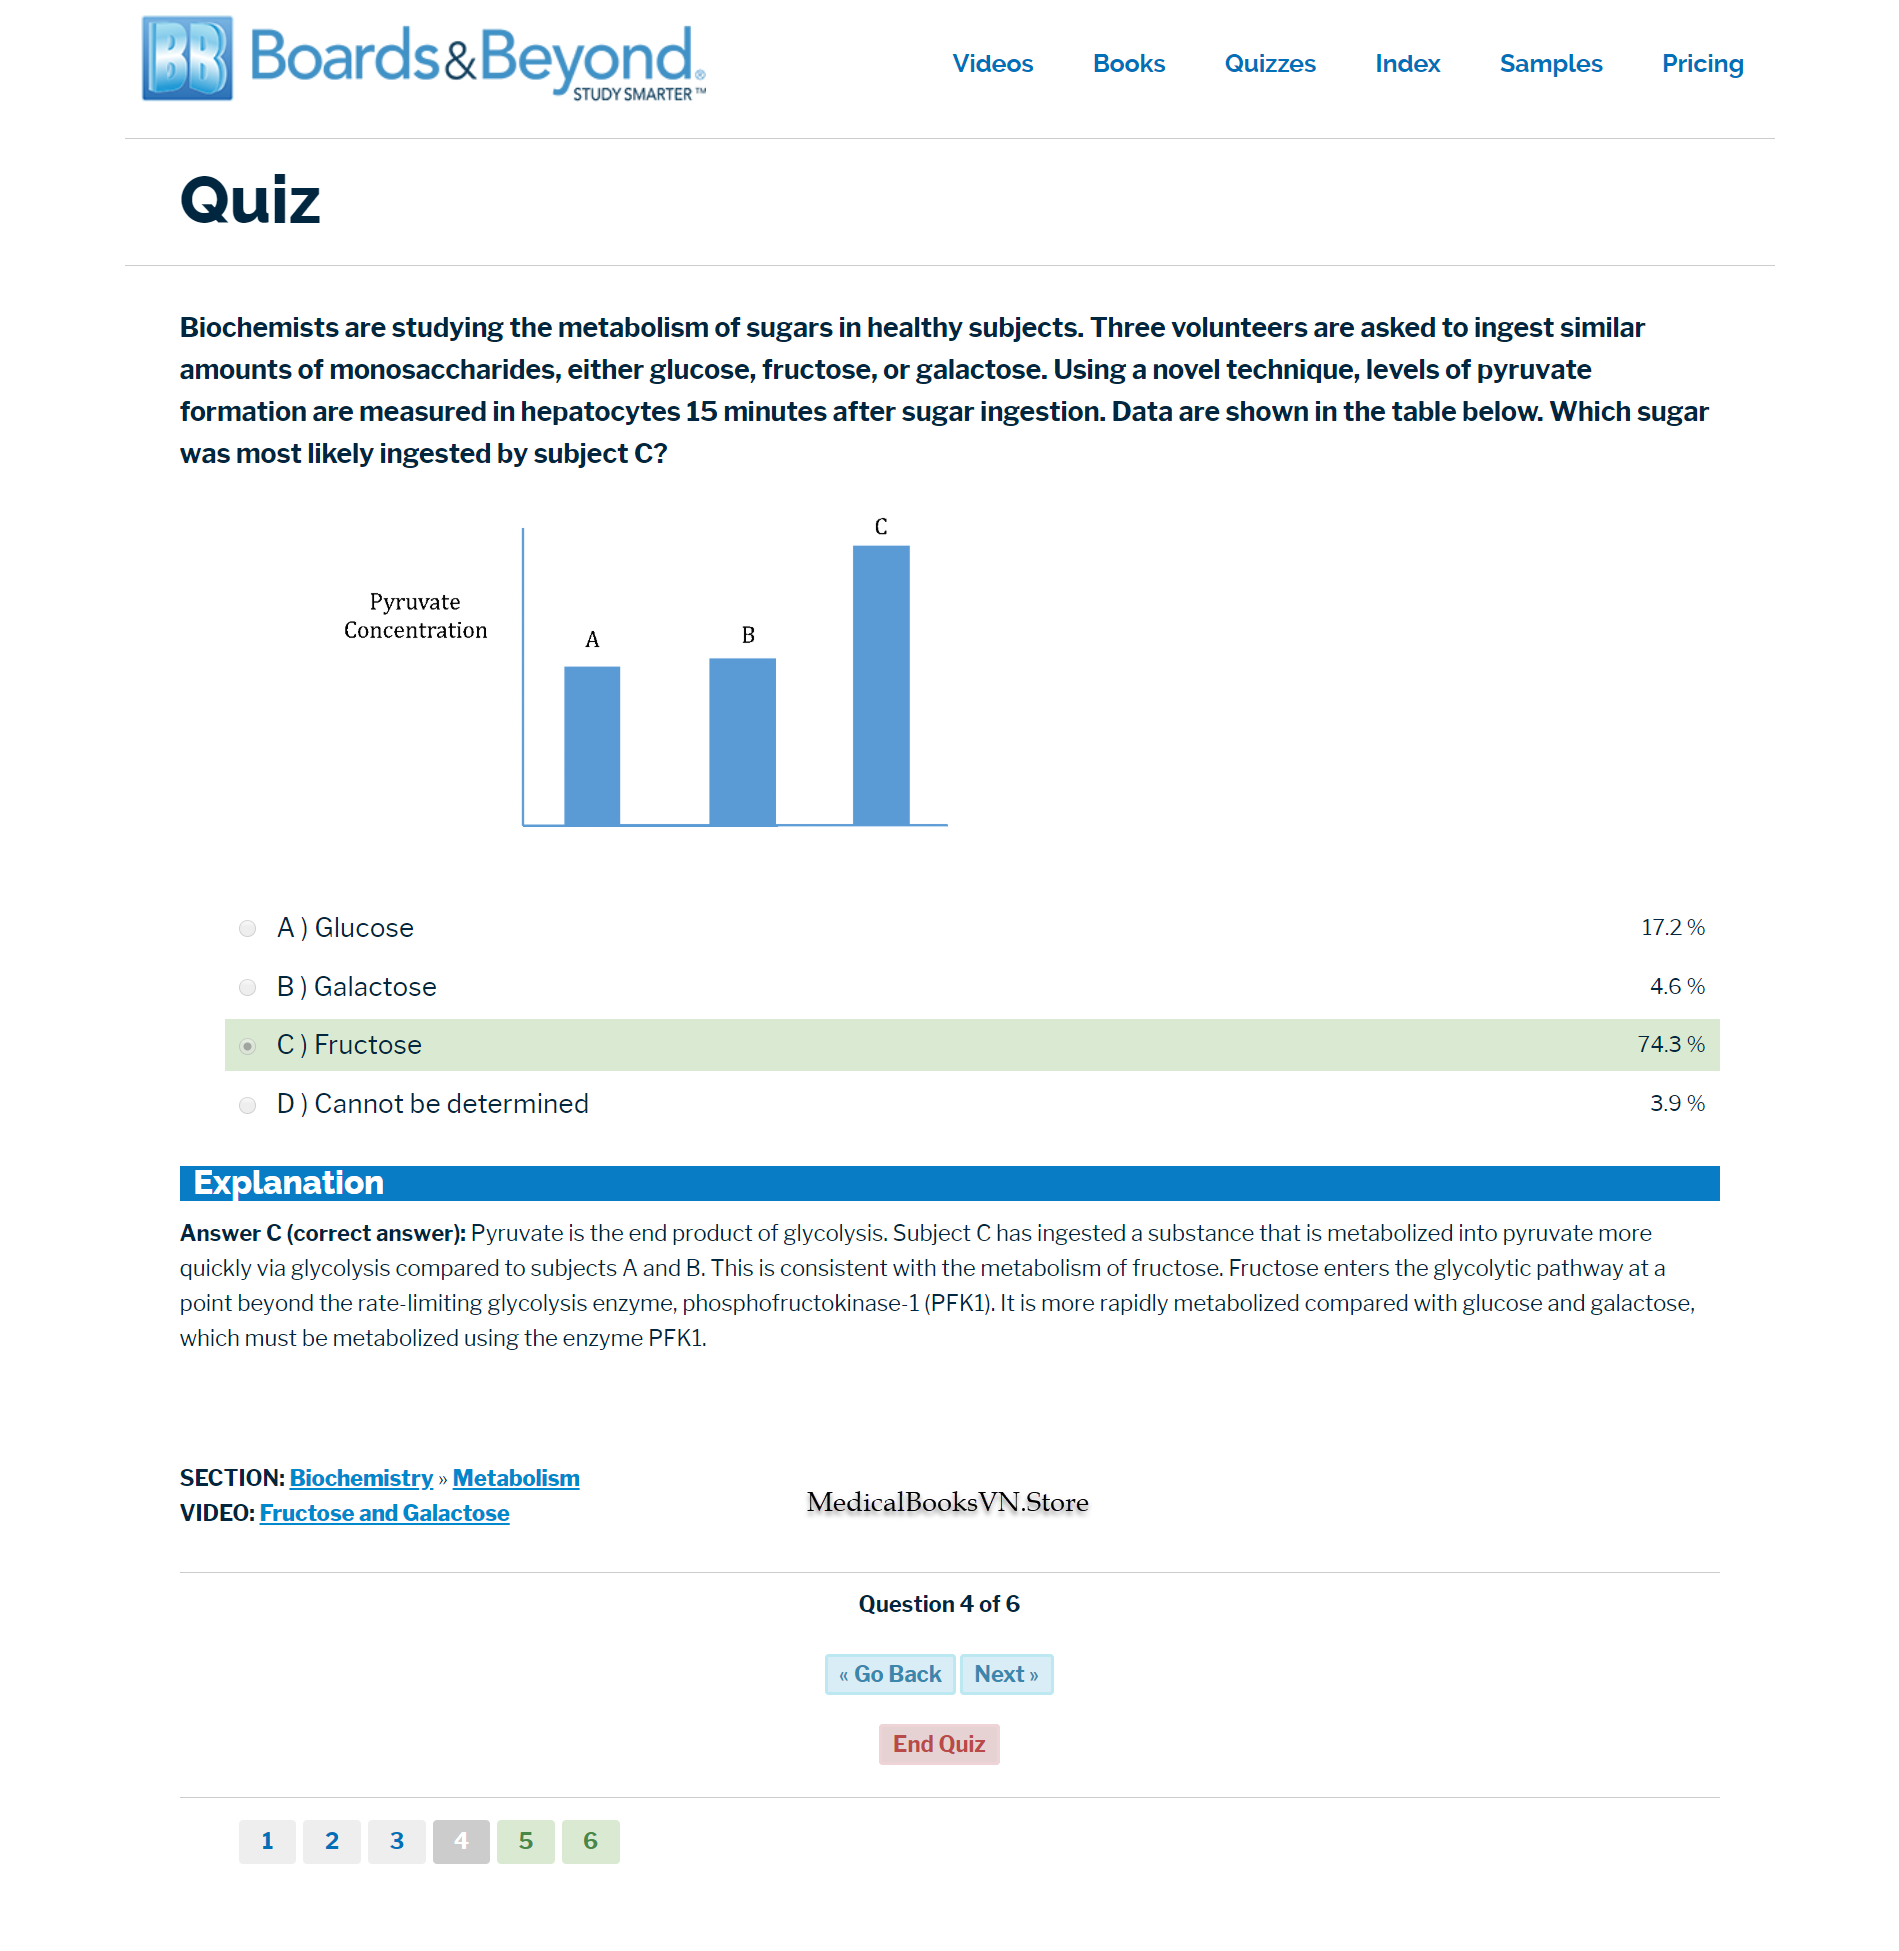 BB Boards&Beyond®
STUDY SMARTER™
Videos Books Quizzes Index Samples Pricing
Quiz
Biochemists are studying the metabolism of sugars in healthy subjects. Three volunteers are asked to ingest similar
amounts of monosaccharides, either glucose, fructose, or galactose. Using a novel technique, levels of pyruvate
formation are measured in hepatocytes 15 minutes after sugar ingestion. Data are shown in the table below. Which sugar
was most likely ingested by subject C?
C
Pyruvate
Concentration
A
B
A ) Glucose 17.2 %
B ) Galactose 4.6 %
C ) Fructose 74.3 %
D ) Cannot be determined 3.9 %
Explanation
Answer C (correct answer): Pyruvate is the end product of glycolysis. Subject C has ingested a substance that is metabolized into pyruvate more
quickly via glycolysis compared to subjects A and B. This is consistent with the metabolism of fructose. Fructose enters the glycolytic pathway at a
point beyond the rate-limiting glycolysis enzyme, phosphofructokinase-1 (PFK1). It is more rapidly metabolized compared with glucose and galactose,
which must be metabolized using the enzyme PFK1.
SECTION: Biochemistry » Metabolism
VIDEO: Fructose and Galactose
MedicalBooksVN.Store
Question 4 of 6
« Go Back Next »
End Quiz
1 2 3 4 5 6